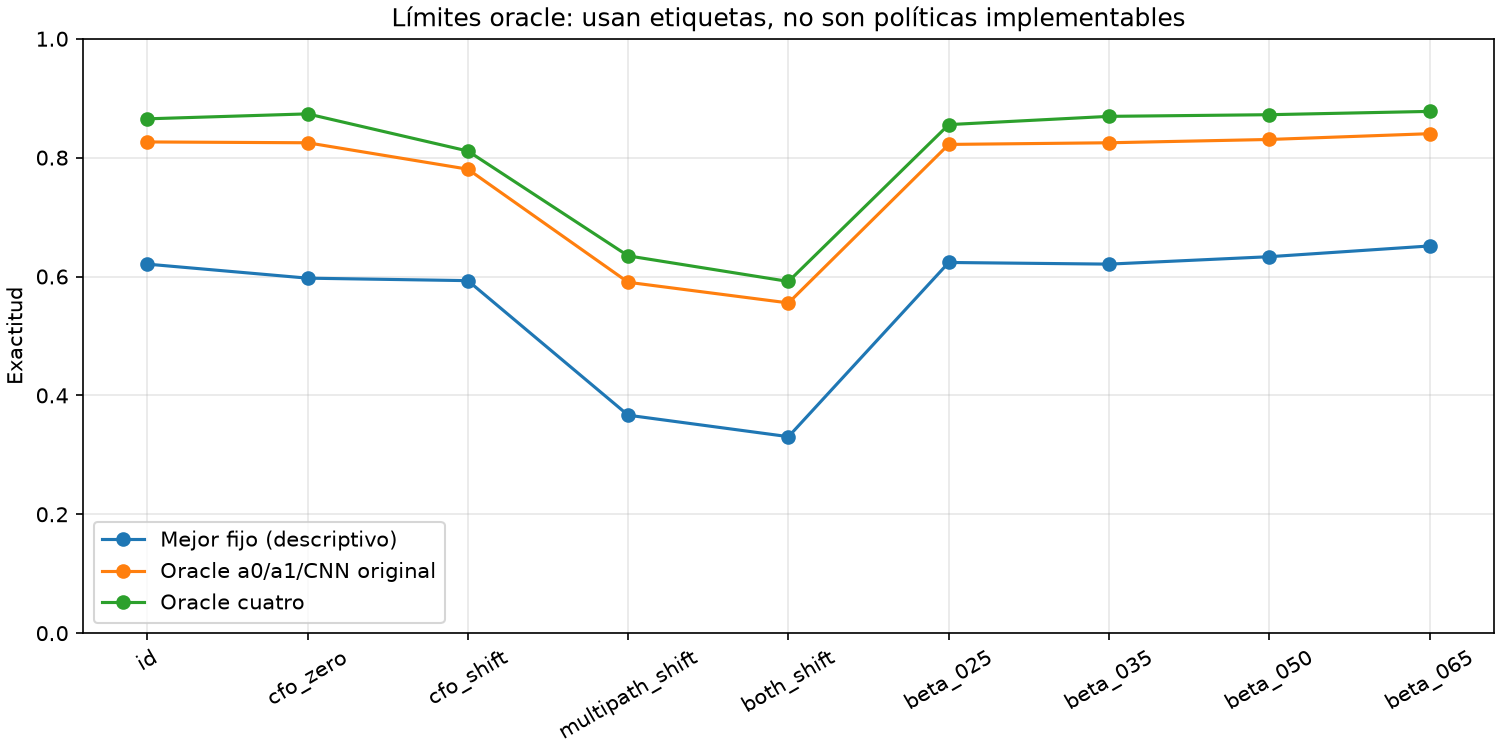 Límites oracle: usan etiquetas, no son políticas implementables
1.0
0.8
0.6
0.4
0.2
0.0
Exactitud
Mejor fijo (descriptivo)
Oracle a0/a1/CNN original
Oracle cuatro
id
cfo_zero
cfo_shift
multipath_shift
both_shift
beta_025
beta_035
beta_050
beta_065